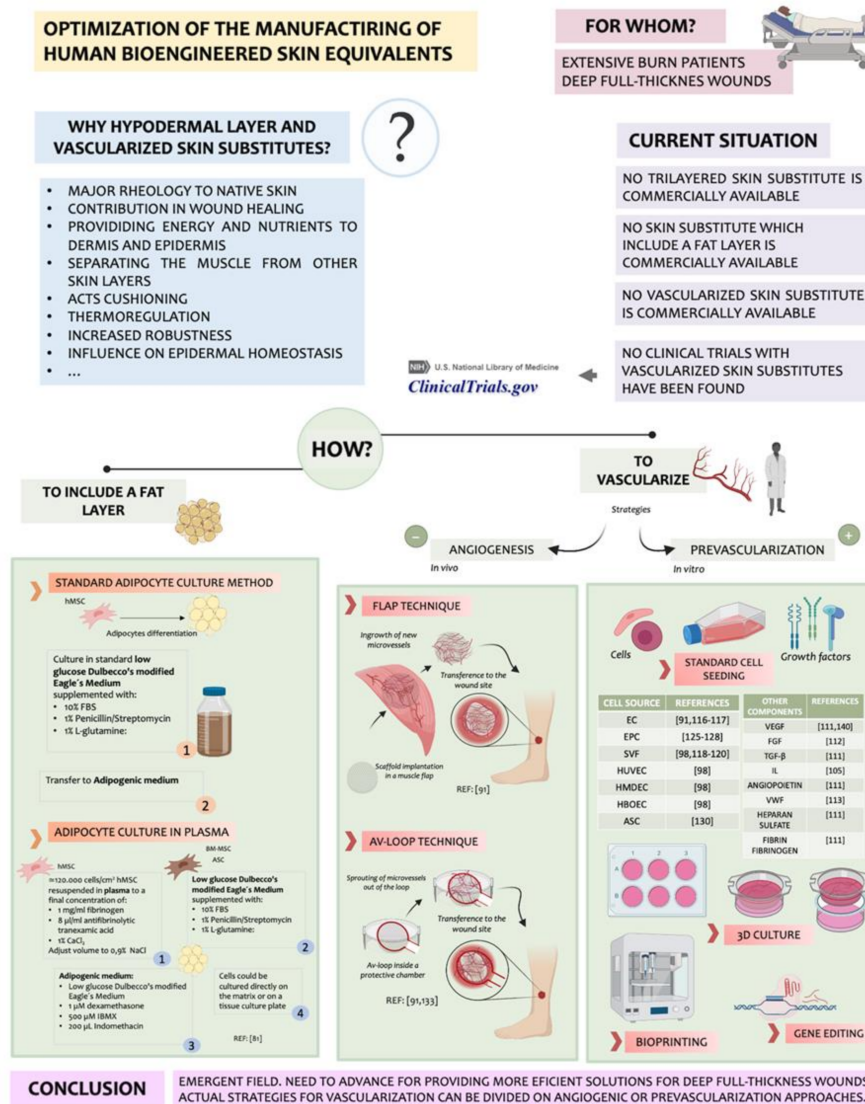 OPTIMIZATION OF THE MANUFACTIRING OF
HUMAN BIOENGINEERED SKIN EQUIVALENTS
FOR WHOM?
EXTENSIVE BURN PATIENTS
DEEP FULL-THICKNES WOUNDS
WHY HYPODERMAL LAYER AND
VASCULARIZED SKIN SUBSTITUTES?
?
• MAJOR RHEOLOGY TO NATIVE SKIN
• CONTRIBUTION IN WOUND HEALING
• PROVIDIDING ENERGY AND NUTRIENTS TO
DERMIS AND EPIDERMIS
• SEPARATING THE MUSCLE FROM OTHER
SKIN LAYERS
• ACTS CUSHIONING
• THERMOREGULATION
• INCREASED ROBUSTNESS
• INFLUENCE ON EPIDERMAL HOMEOSTASIS
• ...
CURRENT SITUATION
NO TRILAYERED SKIN SUBSTITUTE IS
COMMERCIALLY AVAILABLE
NO SKIN SUBSTITUTE WHICH
INCLUDE A FAT LAYER IS
COMMERCIALLY AVAILABLE
NO VASCULARIZED SKIN SUBSTITUTE
IS COMMERCIALLY AVAILABLE
NO CLINICAL TRIALS WITH
VASCULARIZED SKIN SUBSTITUTES
HAVE BEEN FOUND
NIH U.S. National Library of Medicine
ClinicalTrials.gov
HOW?
TO INCLUDE A FAT
LAYER
TO
VASCULARIZE
Strategies
−
ANGIOGENESIS
In vivo
+
PREVASCULARIZATION
In vitro
STANDARD ADIPOCYTE CULTURE METHOD
hMSC
Adipocytes differentiation
Culture in standard low
glucose Dulbecco's modified
Eagle´s Medium
supplemented with:
• 10% FBS
• 1% Penicillin/Streptomycin
• 1% L-glutamine:
1
Transfer to Adipogenic medium
2
ADIPOCYTE CULTURE IN PLASMA
hMSC
BM-MSC
ASC
≈120.000 cells/cm² hMSC
resuspended in plasma to a
final concentration of:
• 1 mg/ml fibrinogen
• 8 µl/ml antifibrinolytic
tranexamic acid
• 1% CaCl₂
Adjust volume to 0,9% NaCl
1
Low glucose Dulbecco's
modified Eagle´s Medium
supplemented with:
• 10% FBS
• 1% Penicillin/Streptomycin
• 1% L-glutamine:
2
Adipogenic medium:
• Low glucose Dulbecco's modified
Eagle´s Medium
• 1 µM dexamethasone
• 500 µM IBMX
• 200 µL Indomethacin
3
Cells could be
cultured directly on
the matrix or on a
tissue culture plate
4
REF: [81]
FLAP TECHNIQUE
Ingrowth of new
microvessels
Transference to the
wound site
Scaffold implantation
in a muscle flap
REF: [91]
AV-LOOP TECHNIQUE
Sprouting of microvessels
out of the loop
Transference to the
wound site
Av-loop inside a
protective chamber
REF: [91,133]
Cells
Growth factors
STANDARD CELL
SEEDING
CELL SOURCE REFERENCES
EC [91,116-117]
EPC [125-128]
SVF [98,118-120]
HUVEC [98]
HMDEC [98]
HBOEC [98]
ASC [130]
OTHER
COMPONENTS REFERENCES
VEGF [111,140]
FGF [112]
TGF-β [111]
IL [105]
ANGIOPOIETIN [111]
VWF [113]
HEPARAN
SULFATE [111]
FIBRIN
FIBRINOGEN [111]
1 2 3
A
B
3D CULTURE
BIOPRINTING
GENE EDITING
CONCLUSION
EMERGENT FIELD. NEED TO ADVANCE FOR PROVIDING MORE EFICIENT SOLUTIONS FOR DEEP FULL-THICKNESS WOUNDS
ACTUAL STRATEGIES FOR VASCULARIZATION CAN BE DIVIDED ON ANGIOGENIC OR PREVASCULARIZATION APPROACHES.